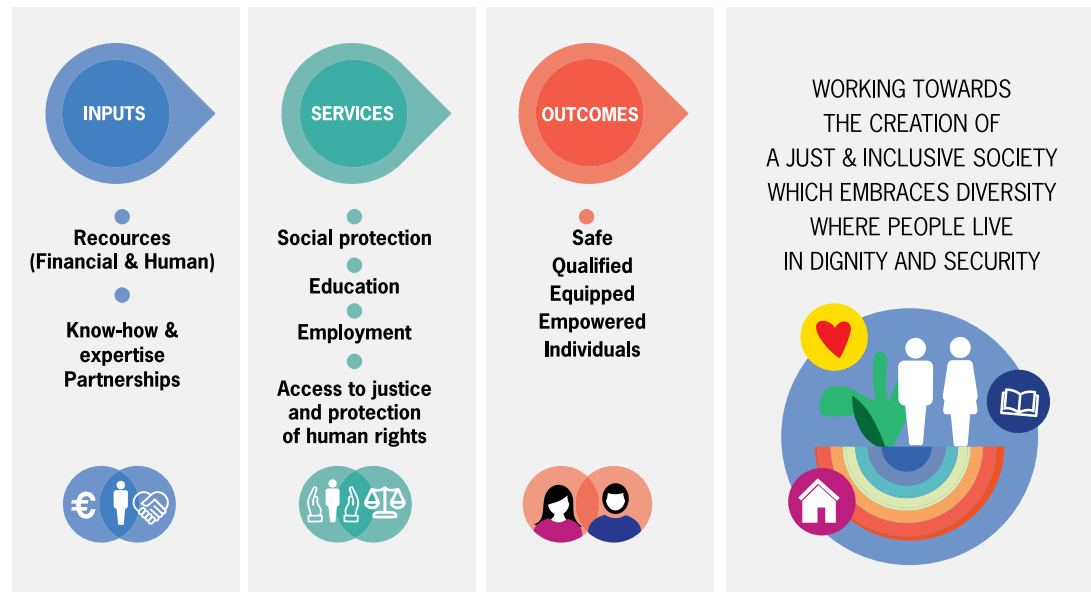 INPUTS
Recources
(Financial & Human)
Know-how &
expertise
Partnerships
€
SERVICES
Social protection
Education
Employment
Access to justice
and protection
of human rights
OUTCOMES
Safe
Qualified
Equipped
Empowered
Individuals
WORKING TOWARDS
THE CREATION OF
A JUST & INCLUSIVE SOCIETY
WHICH EMBRACES DIVERSITY
WHERE PEOPLE LIVE
IN DIGNITY AND SECURITY